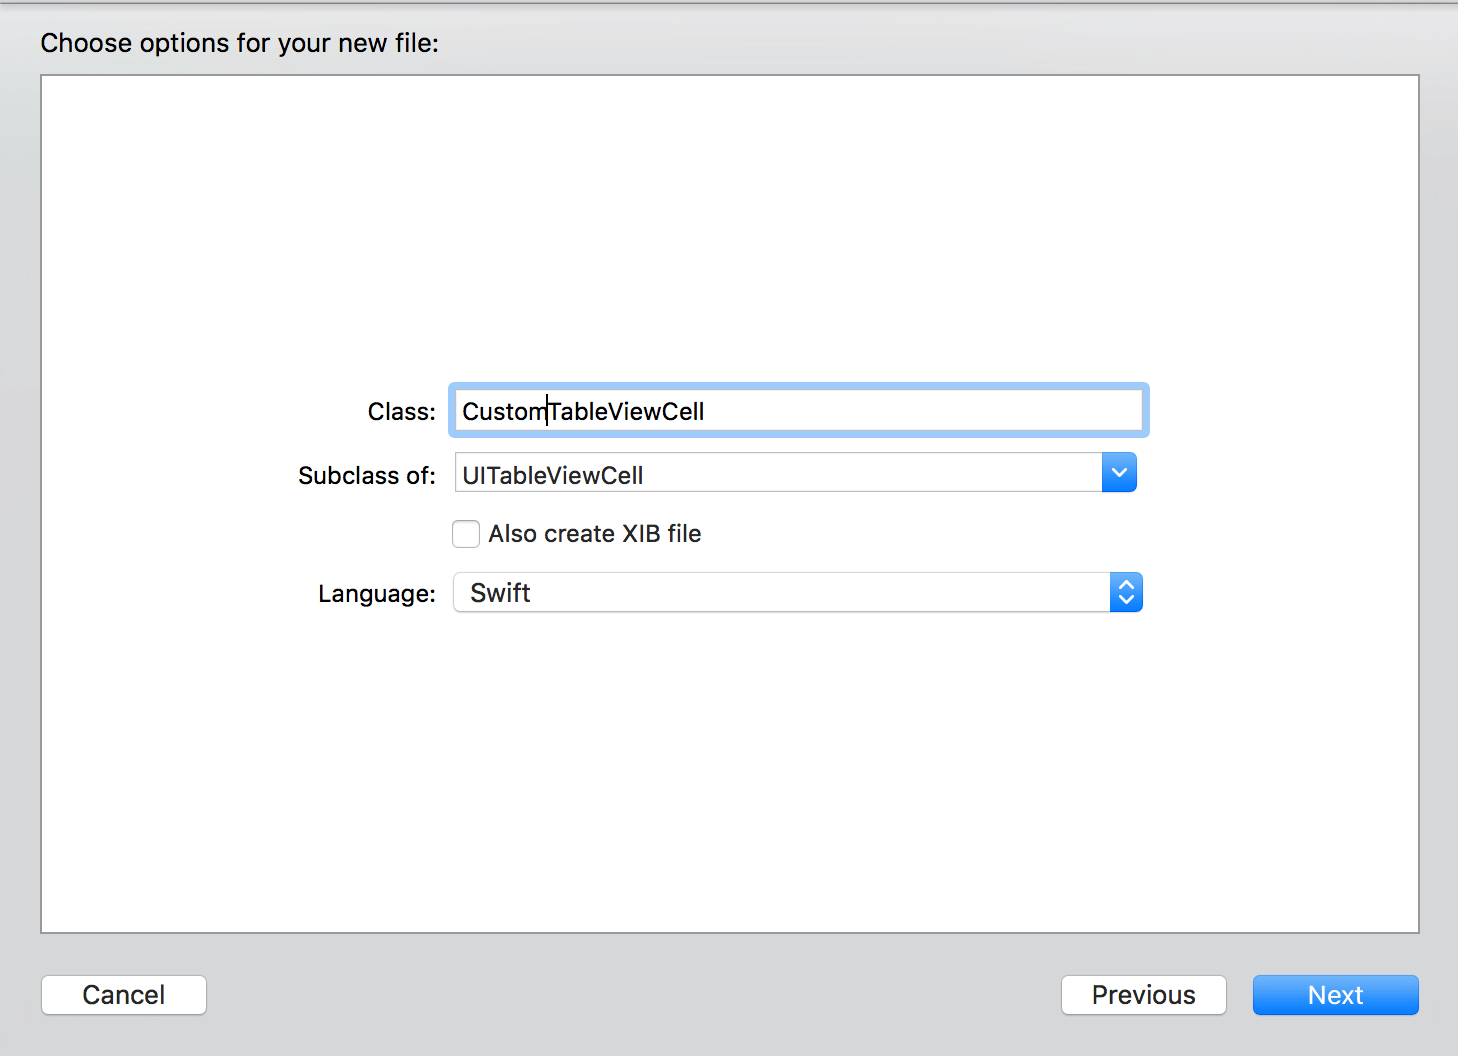 Choose options for your new file:
Class: CustomTableViewCell
Subclass of: UITableViewCell
Also create XIB file
Language: Swift
Cancel Previous Next